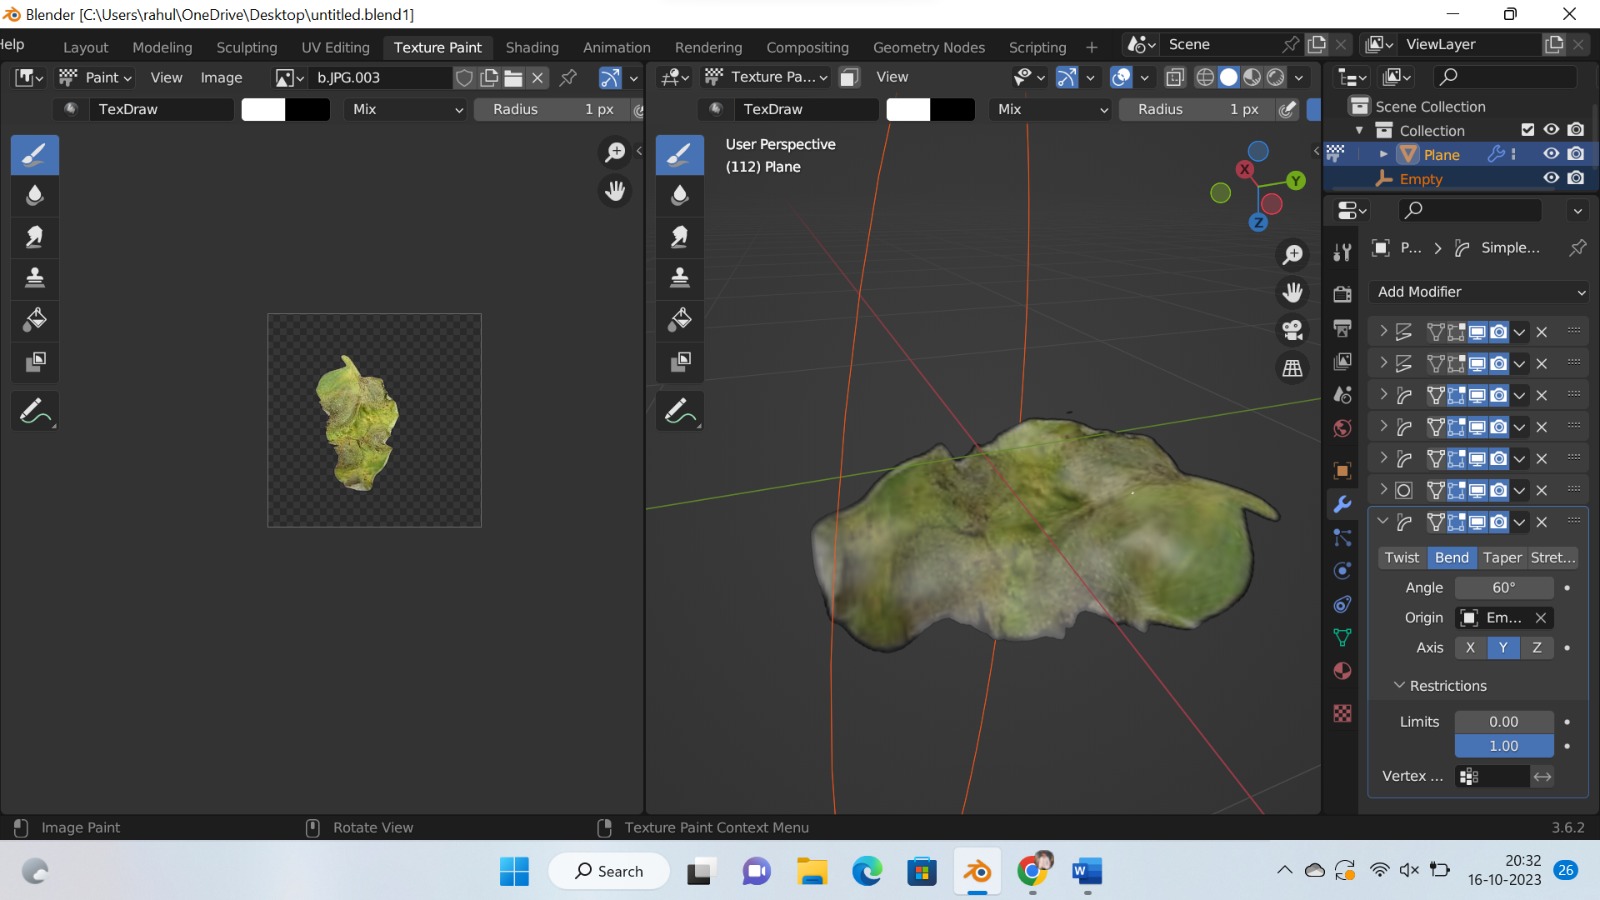 Blender [C:\Users\rahul\OneDrive\Desktop\untitled.blend1]
Help Layout Modeling Sculpting UV Editing Texture Paint Shading Animation Rendering Compositing Geometry Nodes Scripting + Scene ViewLayer
Paint View Image b.JPG.003 Texture Pa... View
TexDraw Mix Radius 1 px TexDraw Mix Radius 1 px
Scene Collection
Collection
Plane
Empty
User Perspective
(112) Plane
X Y Z
P... > Simple...
Add Modifier
Twist Bend Taper Stret...
Angle 60°
Origin Em...
Axis X Y Z
Restrictions
Limits 0.00
1.00
Vertex ...
Image Paint Rotate View Texture Paint Context Menu 3.6.2
Search
W
20:32
16-10-2023
26